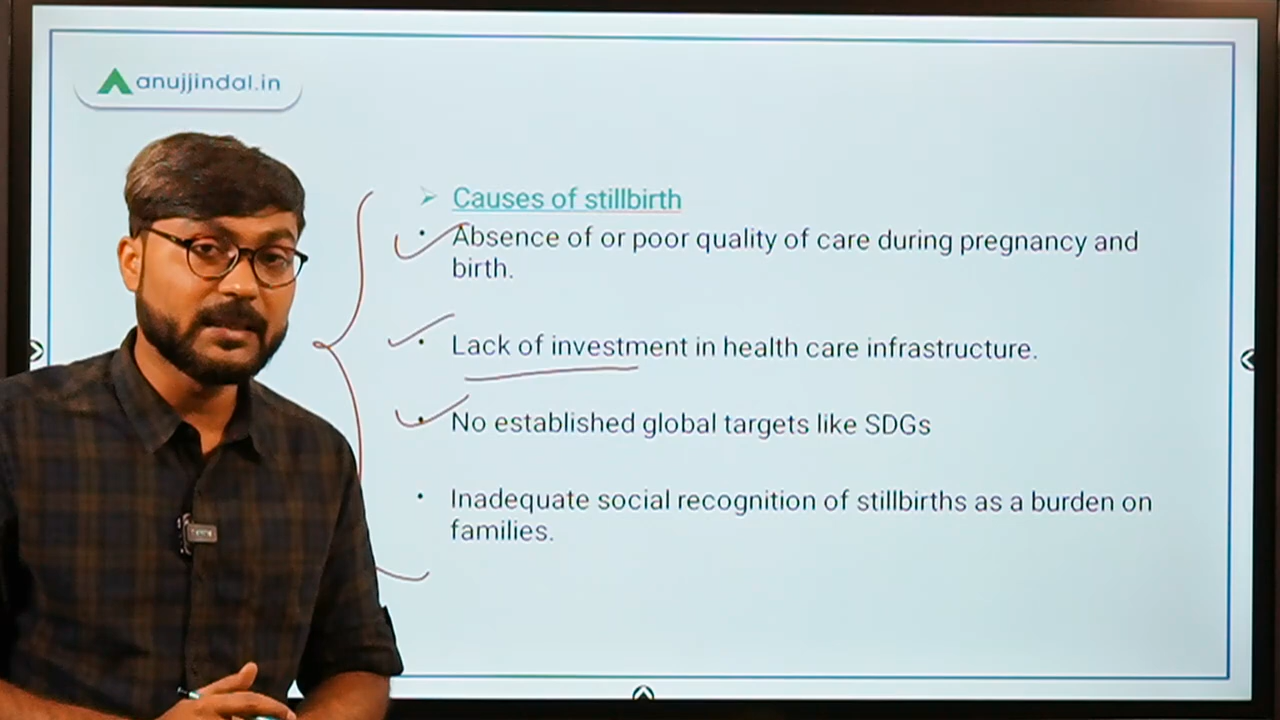 anujjindal.in
Causes of stillbirth
Absence of or poor quality of care during pregnancy and
birth.
Lack of investment in health care infrastructure.
No established global targets like SDGs
Inadequate social recognition of stillbirths as a burden on
families.